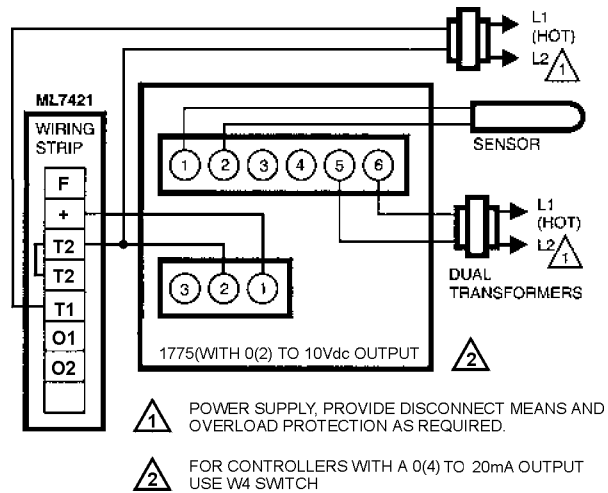 L1
(HOT)
L2
1
ML7421
WIRING
STRIP
F
+
T2
T2
T1
O1
O2
1 2 3 4 5 6
SENSOR
L1
(HOT)
L2
1
DUAL
TRANSFORMERS
3 2 1
1775(WITH 0(2) TO 10Vdc OUTPUT
2
1 POWER SUPPLY, PROVIDE DISCONNECT MEANS AND
OVERLOAD PROTECTION AS REQUIRED.
2 FOR CONTROLLERS WITH A 0(4) TO 20mA OUTPUT
USE W4 SWITCH